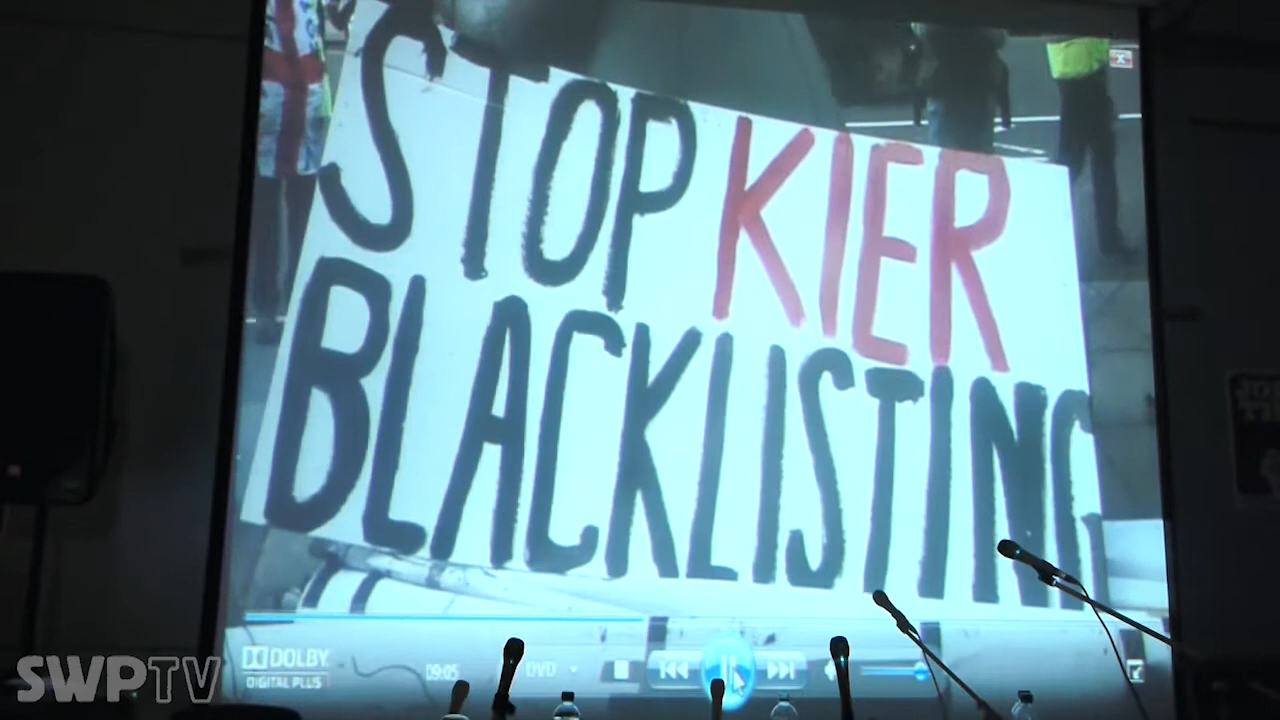 STOP KIER
BLACKLISTING
DOLBY
DIGITAL PLUS
09:05
DVD
SWPTV